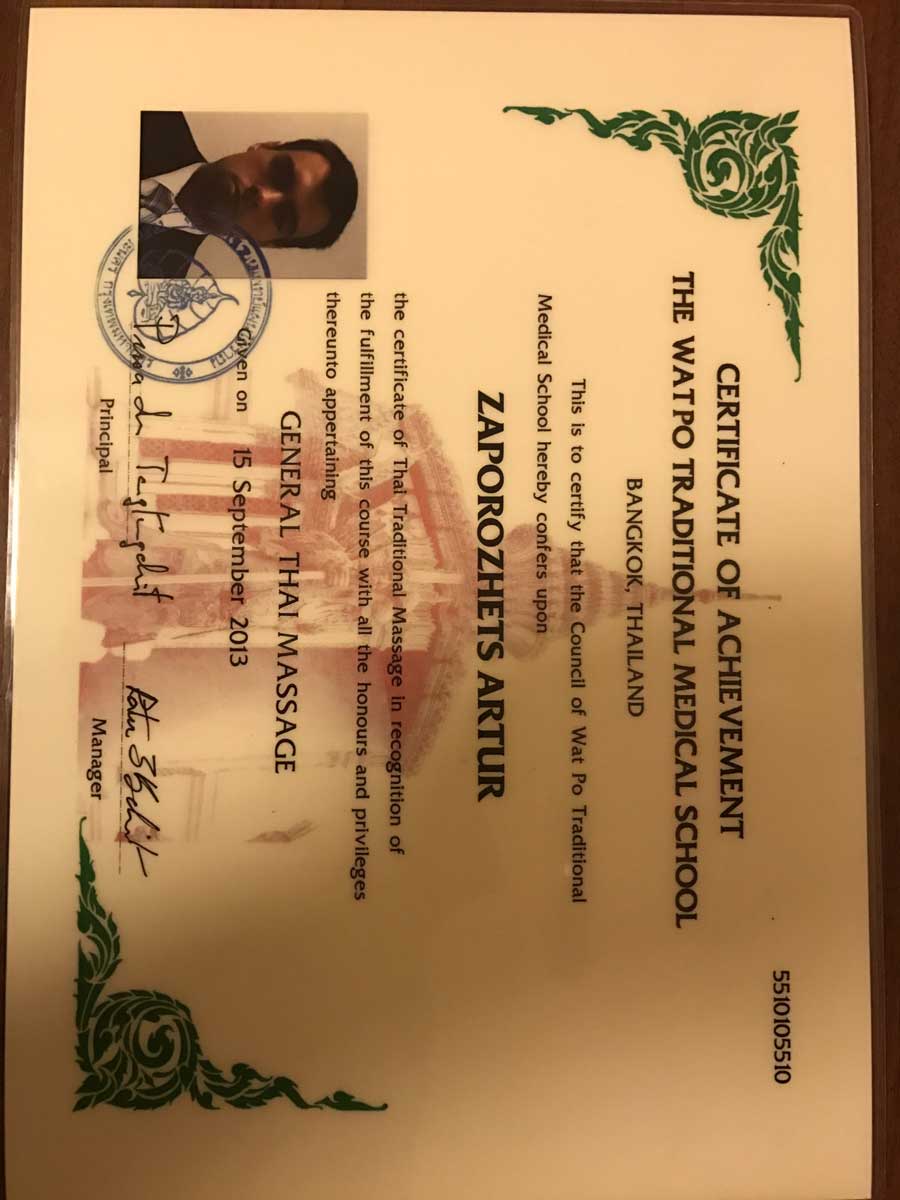 5510105510
CERTIFICATE OF ACHIEVEMENT
THE WAT PO TRADITIONAL MEDICAL SCHOOL
BANGKOK, THAILAND
This is to certify that the Council of Wat Po Traditional
Medical School hereby confers upon
ZAPOROZHETS ARTUR
the certificate of Thai Traditional Massage in recognition of
the fulfillment of this course with all the honours and privileges
thereunto appertaining
GENERAL THAI MASSAGE
Given on 15 September 2013
Principal
Manager